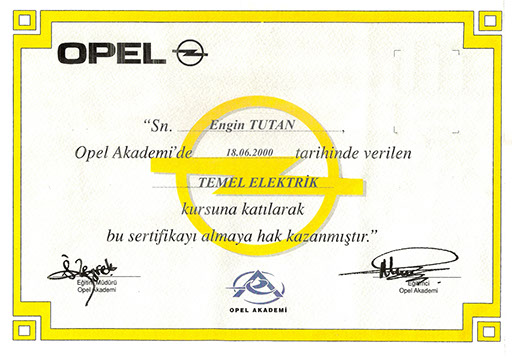 OPEL
"Sn. Engin TUTAN,
Opel Akademi'de 18.06.2000 tarihinde verilen
TEMEL ELEKTRİK
kursuna katılarak
bu sertifikayı almaya hak kazanmıştır."
Eğitim Müdürü
Opel Akademi
Eğitimci
Opel Akademi
OPEL AKADEMİ